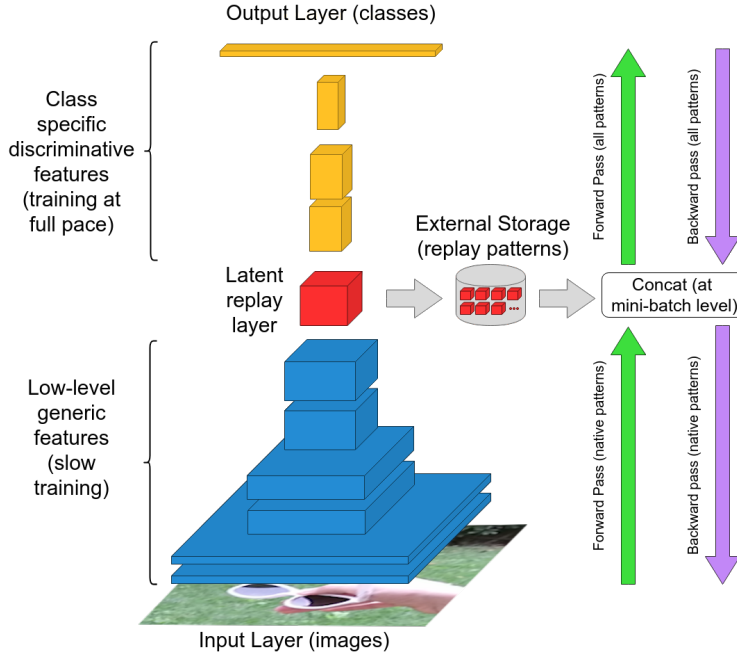 Output Layer (classes)
Class
specific
discriminative
features
(training at
full pace)
External Storage
(replay patterns)
Latent
replay
layer
Concat (at
mini-batch level)
Low-level
generic
features
(slow
training)
Input Layer (images)
Forward Pass (all patterns)
Backward pass (all patterns)
Forward Pass (native patterns)
Backward pass (native patterns)